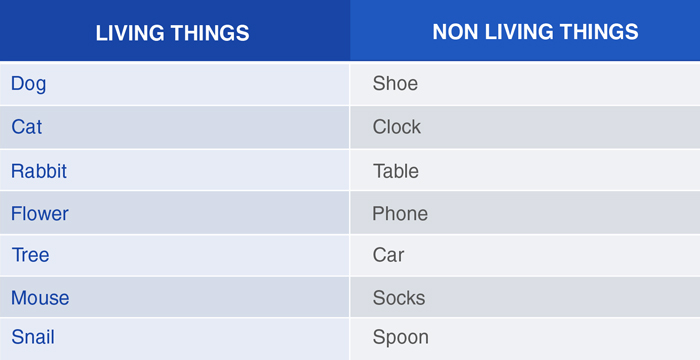 LIVING THINGS NON LIVING THINGS
Dog Shoe
Cat Clock
Rabbit Table
Flower Phone
Tree Car
Mouse Socks
Snail Spoon